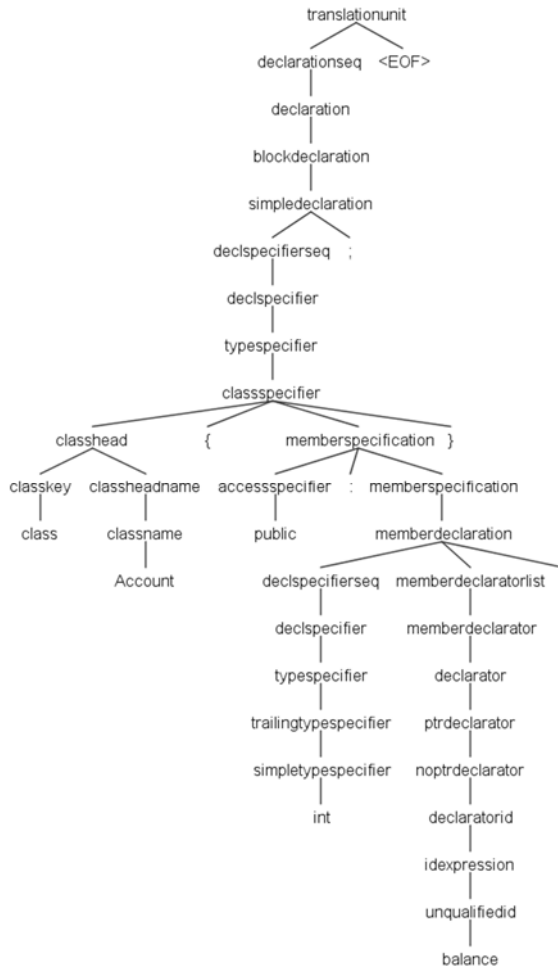 translationunit
declarationseq <EOF>
declaration
blockdeclaration
simpledeclaration
declspecifierseq ;
declspecifier
typespecifier
classspecifier
classhead { memberspecification }
classkey classheadname accessspecifier : memberspecification
class classname public memberdeclaration
Account declspecifierseq memberdeclaratorlist
declspecifier memberdeclarator
typespecifier declarator
trailingtypespecifier ptrdeclarator
simpletypespecifier noptrdeclarator
int declaratorid
idexpression
unqualifiedid
balance